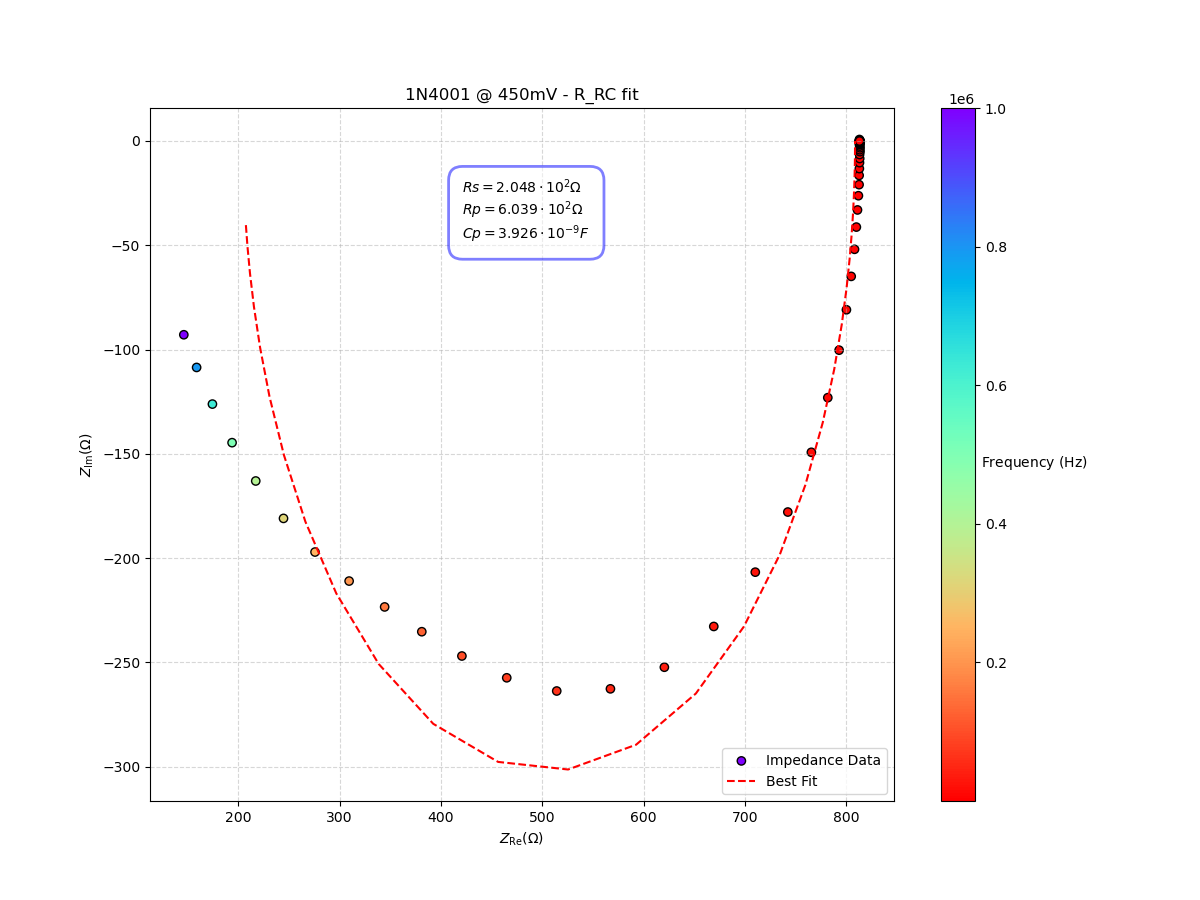 1N4001 @ 450mV - R_RC fit
1e6
1.0
0.8
0.6
0.4
0.2
Frequency (Hz)
0
−50
−100
−150
−200
−250
−300
Z_Im(Ω)
Rs = 2.048 · 10²Ω
Rp = 6.039 · 10²Ω
Cp = 3.926 · 10⁻⁹F
Impedance Data
Best Fit
200 300 400 500 600 700 800
Z_Re(Ω)